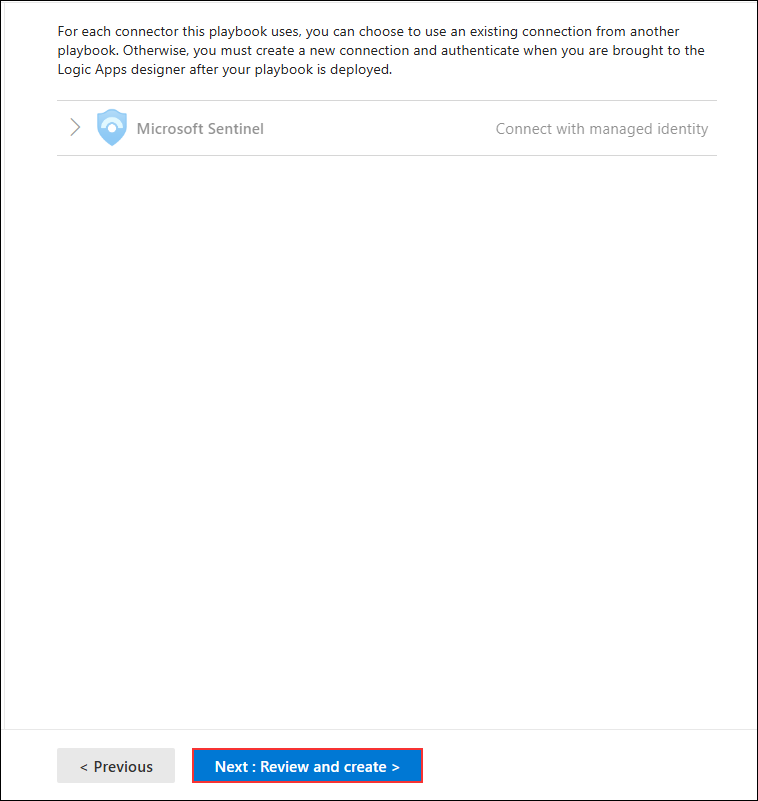 For each connector this playbook uses, you can choose to use an existing connection from another
playbook. Otherwise, you must create a new connection and authenticate when you are brought to the
Logic Apps designer after your playbook is deployed.
Microsoft Sentinel Connect with managed identity
< Previous Next : Review and create >